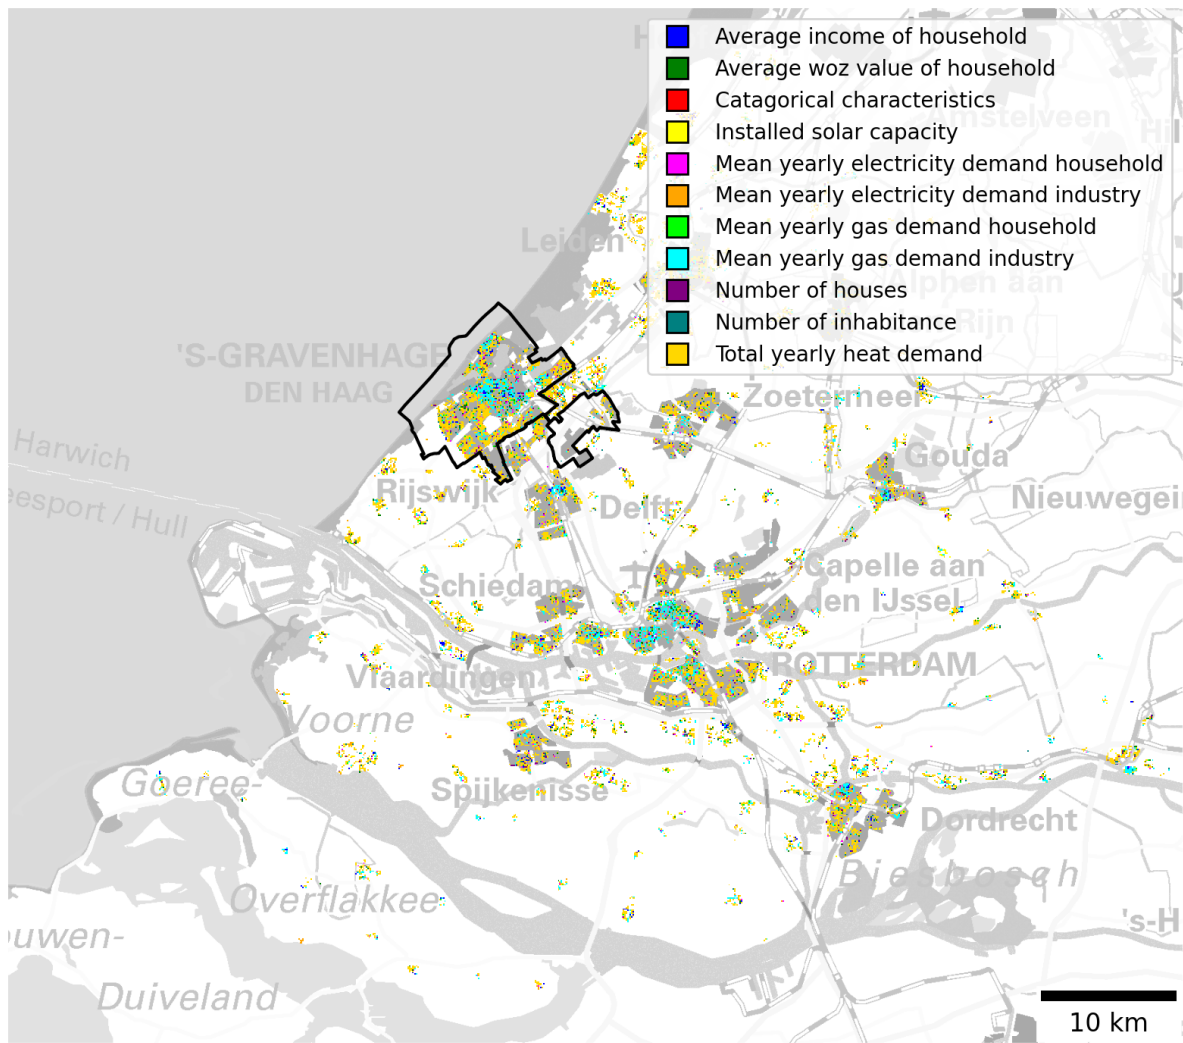 Average income of household
Average woz value of household
Catagorical characteristics
Installed solar capacity
Mean yearly electricity demand household
Mean yearly electricity demand industry
Mean yearly gas demand household
Mean yearly gas demand industry
Number of houses
Number of inhabitance
Total yearly heat demand
Amstelveen
Hil
Leiden
Alphen aan
Rijn
'S-GRAVENHAGE
DEN HAAG
Zoetermeer
Harwich
Gouda
eesport / Hull
Rijswijk
Delft
Nieuwegein
Schiedam
Capelle aan
den IJssel
Vlaardingen
ROTTERDAM
Voorne
Goeree-
Spijkenisse
Dordrecht
Biesbosch
Overflakkee
's-H
ouwen-
Duiveland
10 km